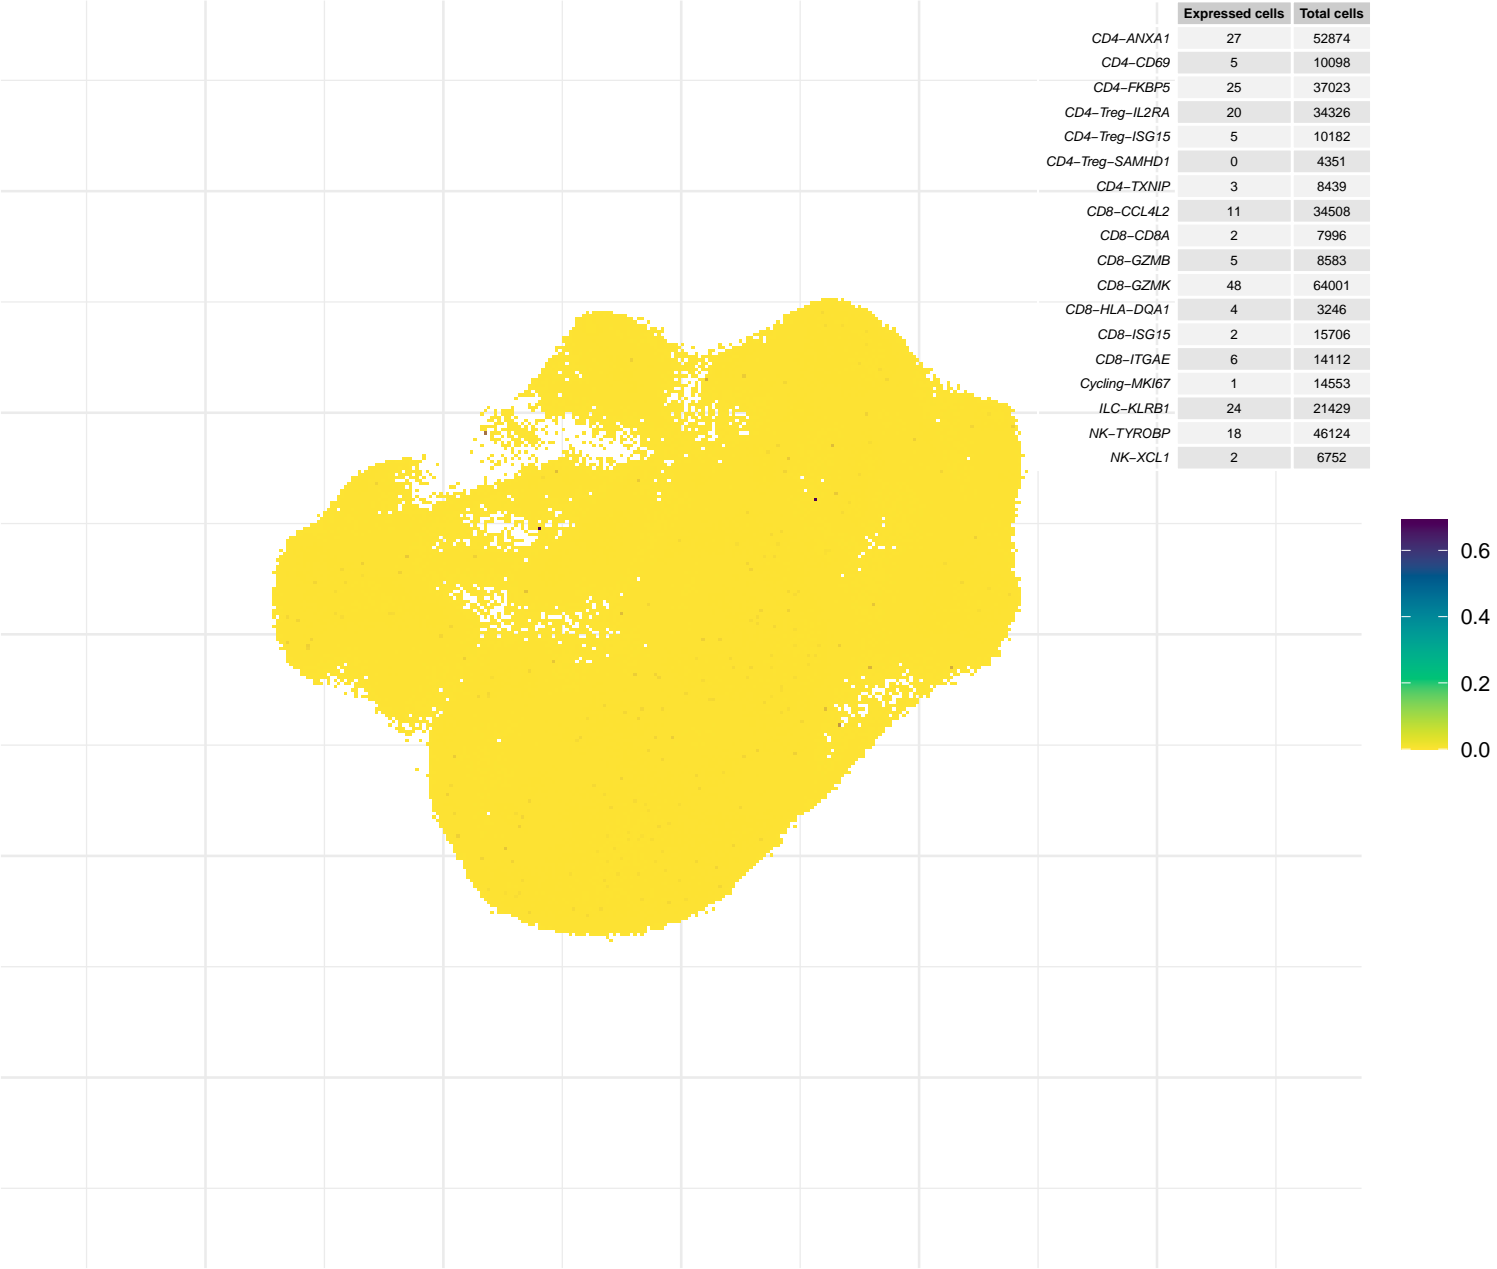 Expressed cells Total cells
CD4−ANXA1 27 52874
CD4−CD69 5 10098
CD4−FKBP5 25 37023
CD4−Treg−IL2RA 20 34326
CD4−Treg−ISG15 5 10182
CD4−Treg−SAMHD1 0 4351
CD4−TXNIP 3 8439
CD8−CCL4L2 11 34508
CD8−CD8A 2 7996
CD8−GZMB 5 8583
CD8−GZMK 48 64001
CD8−HLA−DQA1 4 3246
CD8−ISG15 2 15706
CD8−ITGAE 6 14112
Cycling−MKI67 1 14553
ILC−KLRB1 24 21429
NK−TYROBP 18 46124
NK−XCL1 2 6752
0.6
0.4
0.2
0.0